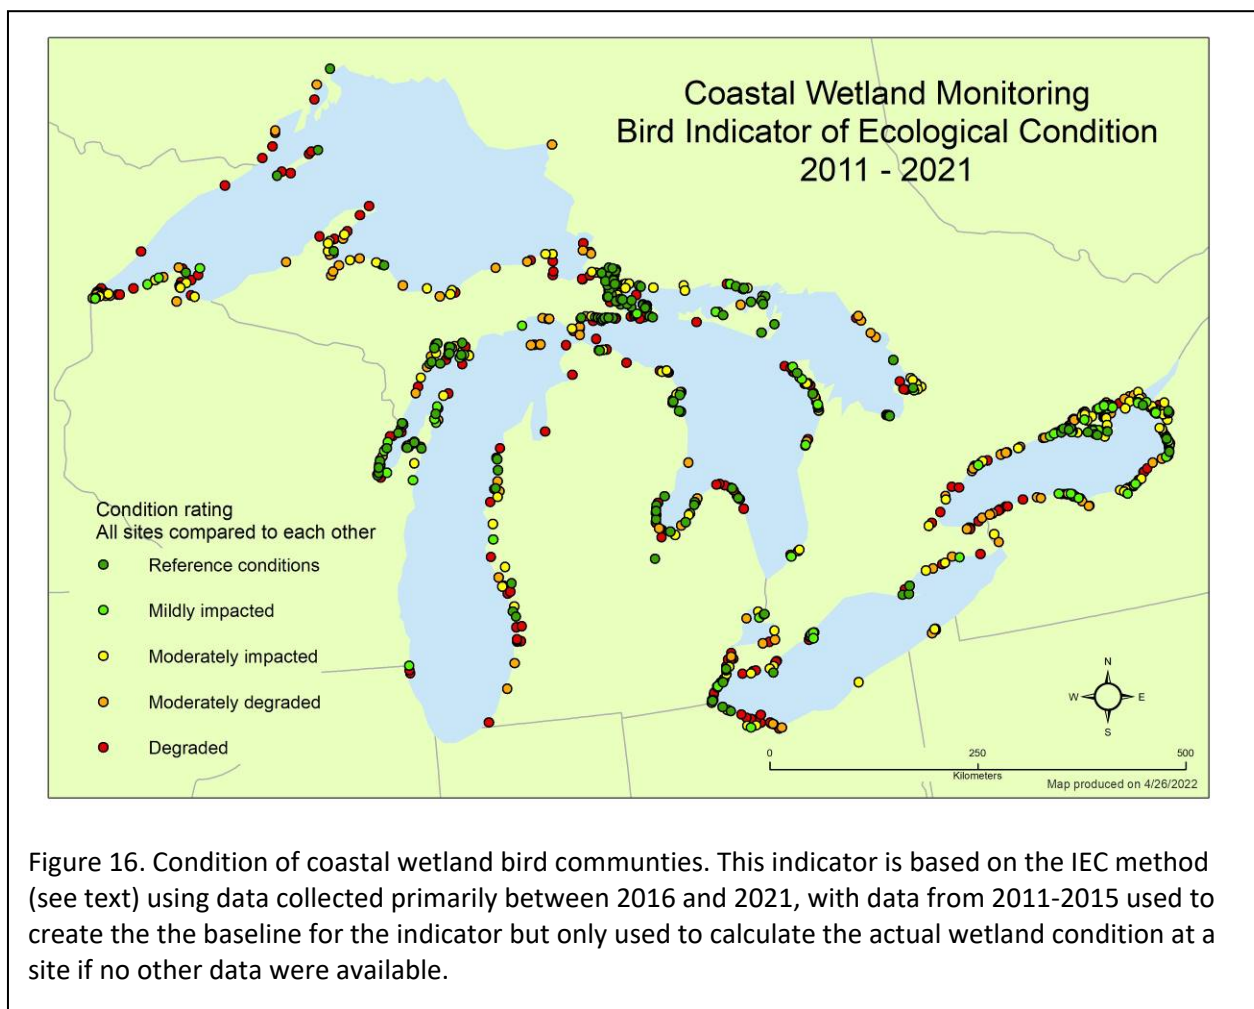 Coastal Wetland Monitoring
Bird Indicator of Ecological Condition
2011 - 2021
Condition rating
All sites compared to each other
Reference conditions
Mildly impacted
Moderately impacted
Moderately degraded
Degraded
N
W E
S
0 250 500
Kilometers
Map produced on 4/26/2022
Figure 16. Condition of coastal wetland bird communties. This indicator is based on the IEC method
(see text) using data collected primarily between 2016 and 2021, with data from 2011-2015 used to
create the the baseline for the indicator but only used to calculate the actual wetland condition at a
site if no other data were available.